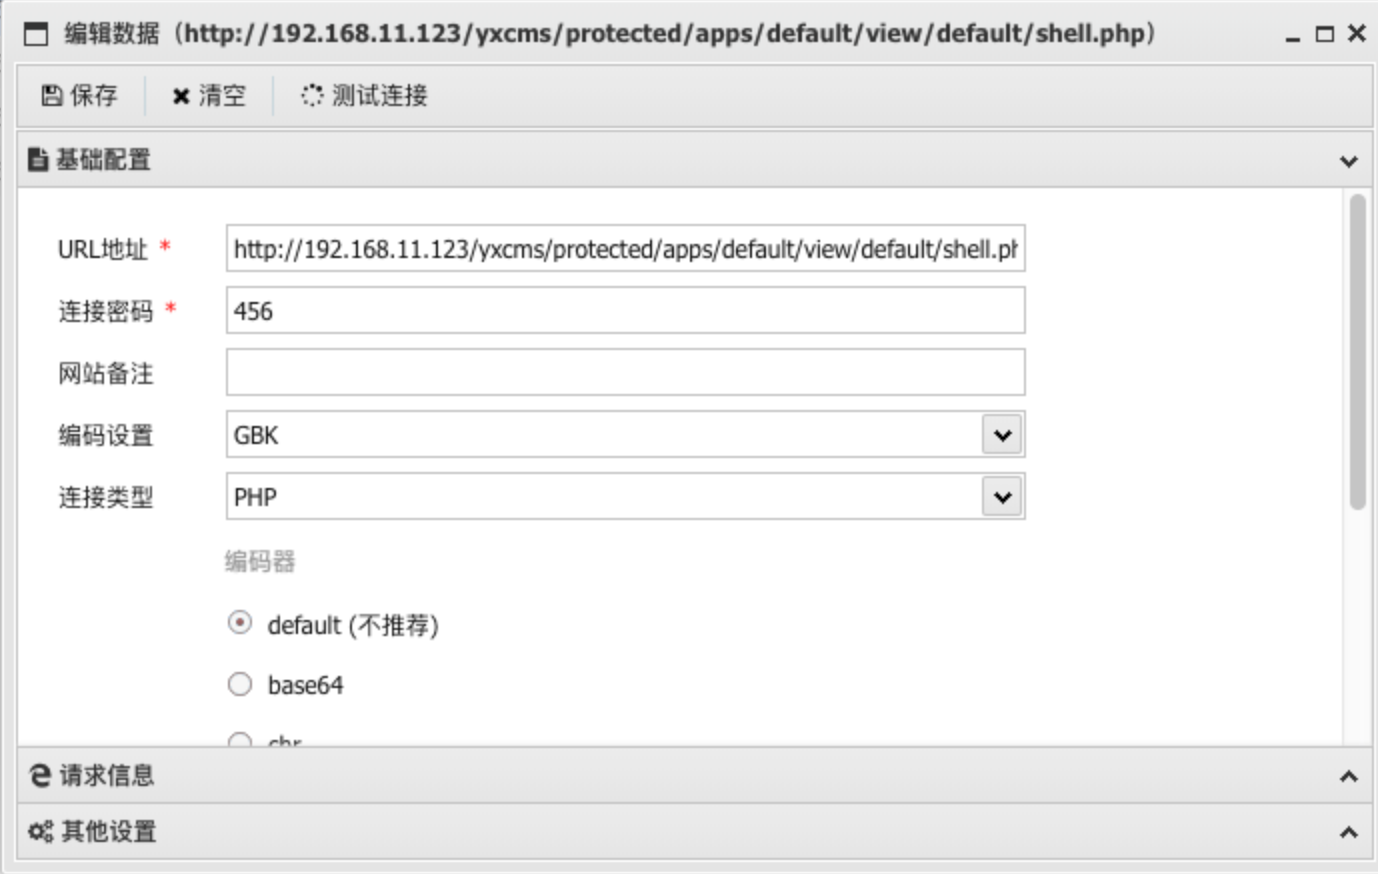 编辑数据（http://192.168.11.123/yxcms/protected/apps/default/view/default/shell.php）
保存 清空 测试连接
基础配置
URL地址 * http://192.168.11.123/yxcms/protected/apps/default/view/default/shell.ph
连接密码 * 456
网站备注
编码设置 GBK
连接类型 PHP
编码器
default (不推荐)
base64
chr
请求信息
其他设置